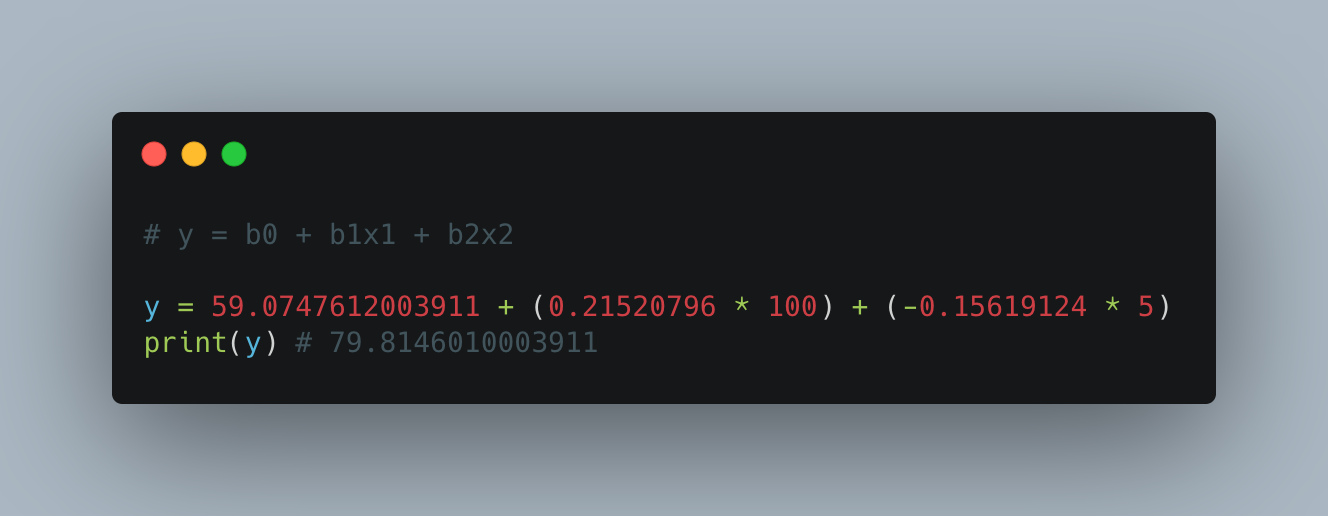 # y = b0 + b1x1 + b2x2
y = 59.0747612003911 + (0.21520796 * 100) + (-0.15619124 * 5)
print(y) # 79.8146010003911